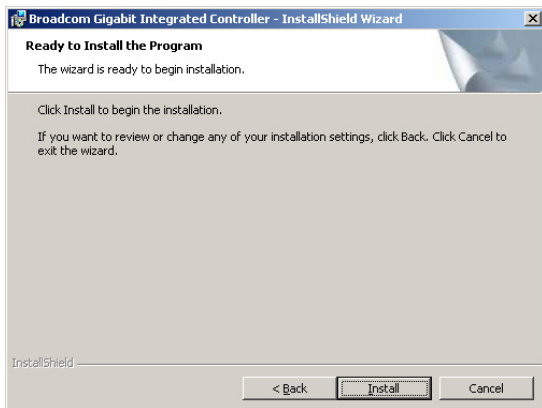 Broadcom Gigabit Integrated Controller - InstallShield Wizard
Ready to Install the Program
The wizard is ready to begin installation.
Click Install to begin the installation.
If you want to review or change any of your installation settings, click Back. Click Cancel to
exit the wizard.
InstallShield
< Back Install Cancel